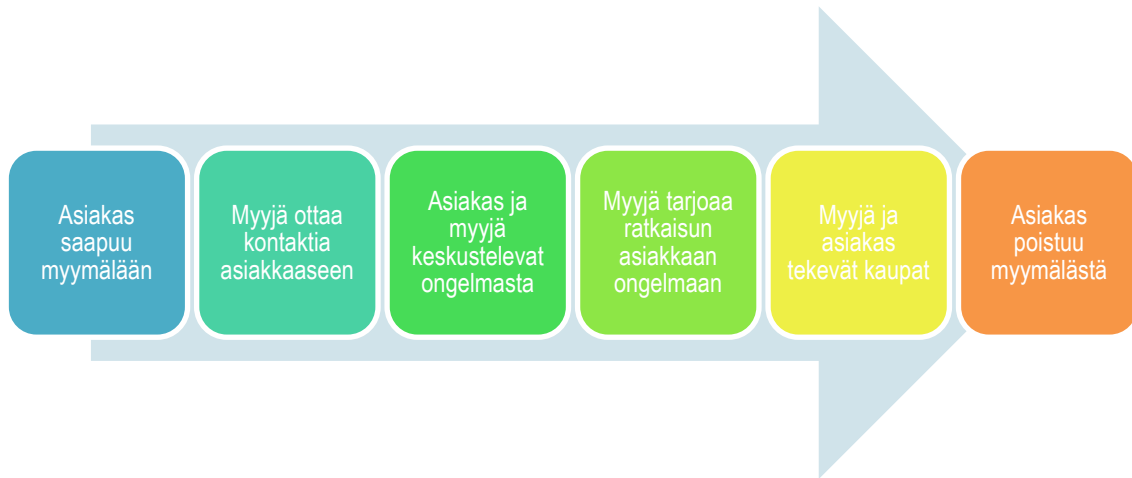 Asiakas
saapuu
myymälään
Myyjä ottaa
kontaktia
asiakkaaseen
Asiakas ja
myyjä
keskustelevat
ongelmasta
Myyjä tarjoaa
ratkaisun
asiakkaan
ongelmaan
Myyjä ja
asiakas
tekevät kaupat
Asiakas
poistuu
myymälästä